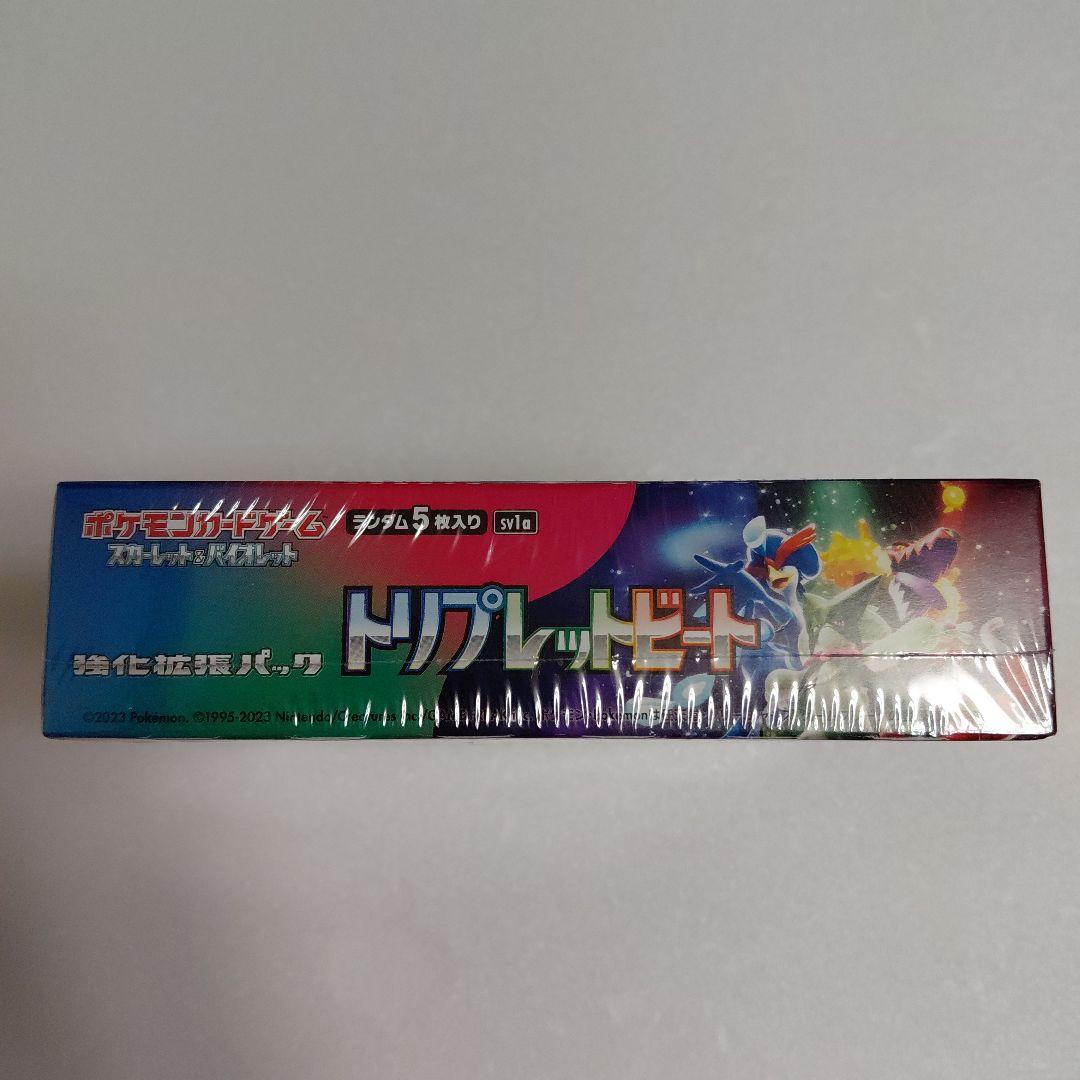 ポケモンカードゲーム
スカーレット&バイオレット
ランダム5枚入り sv1a
トリプレットビート
強化拡張パック
©2023 Pokémon. ©1995-2023 Nintendo/Creatures Inc./GAME